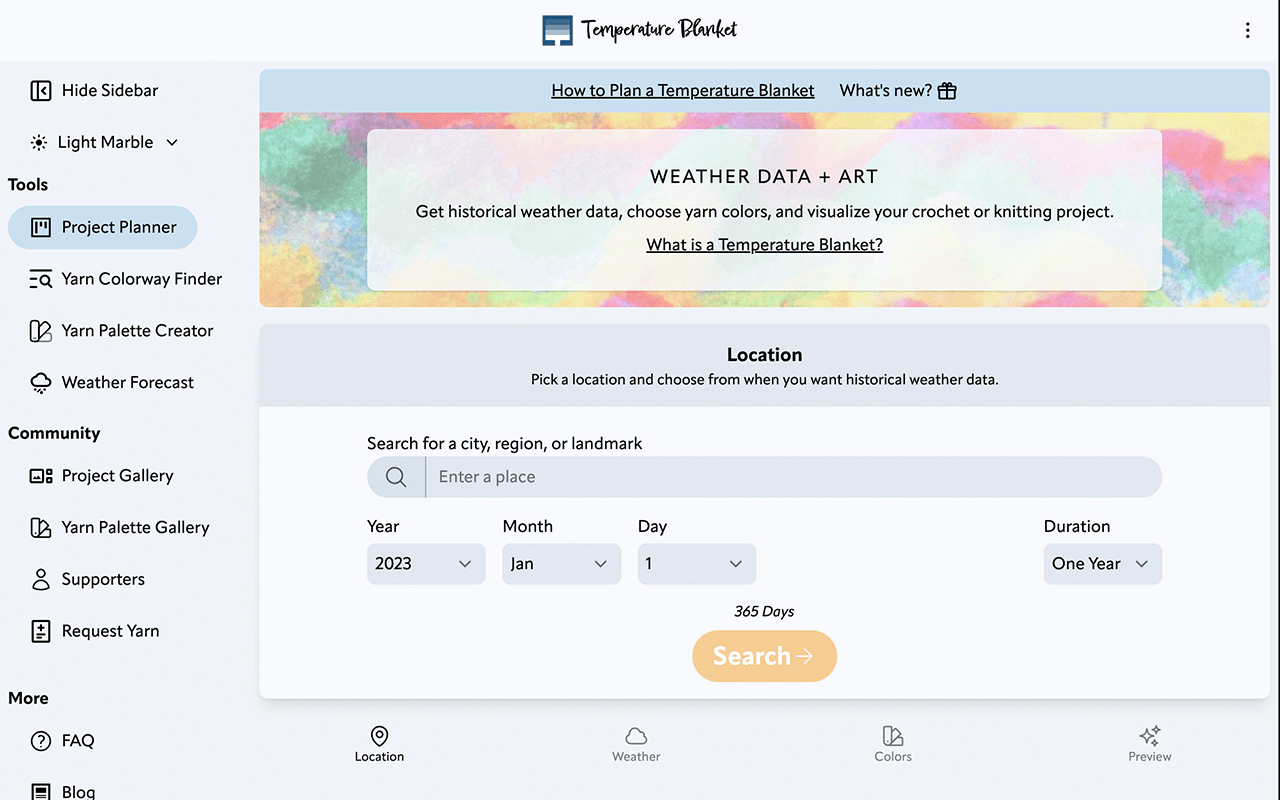 Temperature Blanket
Hide Sidebar
Light Marble
Tools
Project Planner
Yarn Colorway Finder
Yarn Palette Creator
Weather Forecast
Community
Project Gallery
Yarn Palette Gallery
Supporters
Request Yarn
More
FAQ
Blog
How to Plan a Temperature Blanket What's new?
WEATHER DATA + ART
Get historical weather data, choose yarn colors, and visualize your crochet or knitting project.
What is a Temperature Blanket?
Location
Pick a location and choose from when you want historical weather data.
Search for a city, region, or landmark
Enter a place
Year Month Day Duration
2023 Jan 1 One Year
365 Days
Search
Location Weather Colors Preview